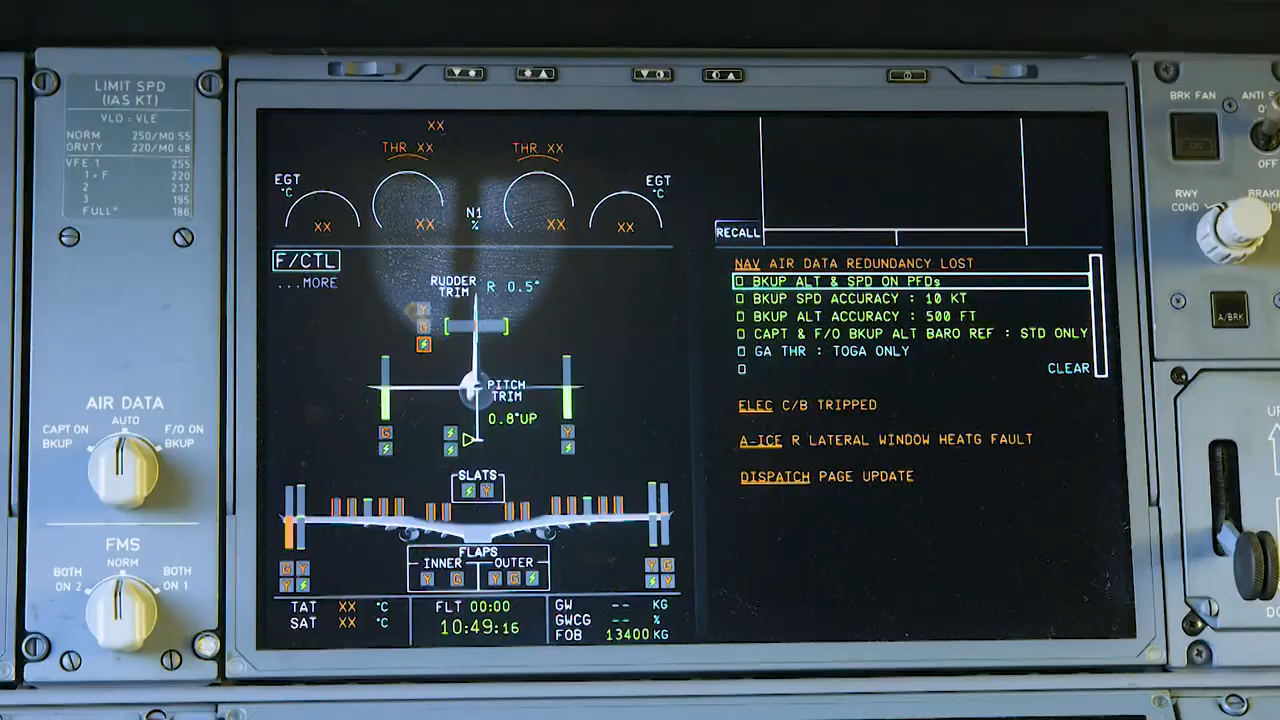 LIMIT SPD
(IAS KT)
VLO = VLE
NORM 250/M0 55
GRVTY 220/M0 48
VFE 1 255
1+F 220
2 212
3 195
FULL 186
AIR DATA
CAPT ON BKUP
AUTO
F/O ON BKUP
FMS
BOTH ON 2
NORM
BOTH ON 1
XX
THR XX
THR XX
EGT °C
EGT °C
N1 %
XX
XX
XX
XX
F/CTL
...MORE
RUDDER TRIM R 0.5°
Y
G
PITCH TRIM
0.8°UP
G
Y
SLATS
Y
FLAPS
INNER OUTER
Y G
Y G
G Y
Y
Y G
Y
TAT XX °C
SAT XX °C
FLT 00:00
10:49:16
GW -- KG
GWCG -- %
FOB 13400 KG
RECALL
NAV AIR DATA REDUNDANCY LOST
BKUP ALT & SPD ON PFDs
BKUP SPD ACCURACY : 10 KT
BKUP ALT ACCURACY : 500 FT
CAPT & F/O BKUP ALT BARO REF : STD ONLY
GA THR : TOGA ONLY
CLEAR
ELEC C/B TRIPPED
A-ICE R LATERAL WINDOW HEATG FAULT
DISPATCH PAGE UPDATE
BRK FAN
ON
ANTI
OFF
RWY COND
A/BRK